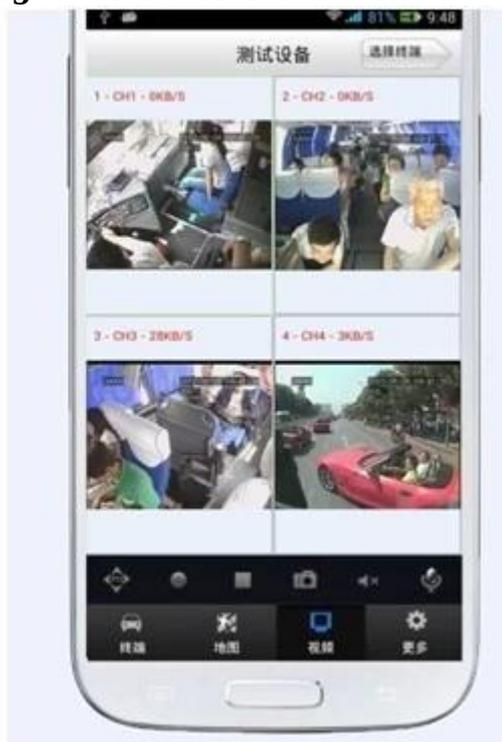 81% 9:48
测试设备
选择终端
1 - CH1 - 0KB/S
2 - CH2 - 0KB/S
3 - CH3 - 28KB/S
4 - CH4 - 3KB/S
终端
地图
视频
更多